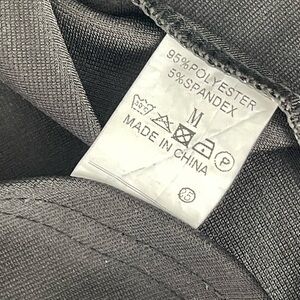 95%POLYESTER
5%SPANDEX
M
P
MADE IN CHINA